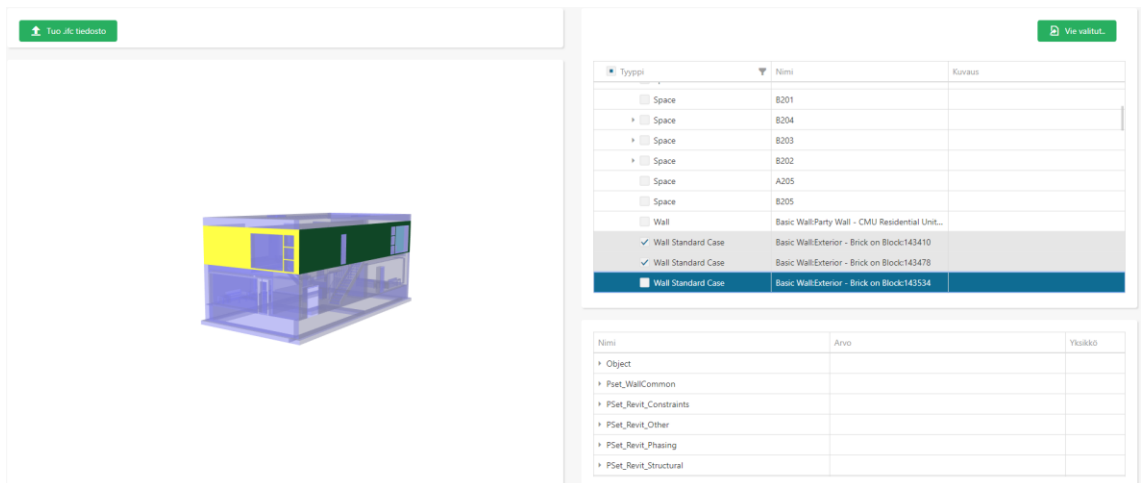 Tuo .ifc tiedosto
Vie valitut..
Tyyppi Nimi Kuvaus
Space B201
Space B204
Space B203
Space B202
Space A205
Space B205
Wall Basic Wall:Party Wall - CMU Residential Unit...
Wall Standard Case Basic Wall:Exterior - Brick on Block:143410
Wall Standard Case Basic Wall:Exterior - Brick on Block:143478
Wall Standard Case Basic Wall:Exterior - Brick on Block:143534
Nimi Arvo Yksikkö
Object
Pset_WallCommon
PSet_Revit_Constraints
PSet_Revit_Other
PSet_Revit_Phasing
PSet_Revit_Structural